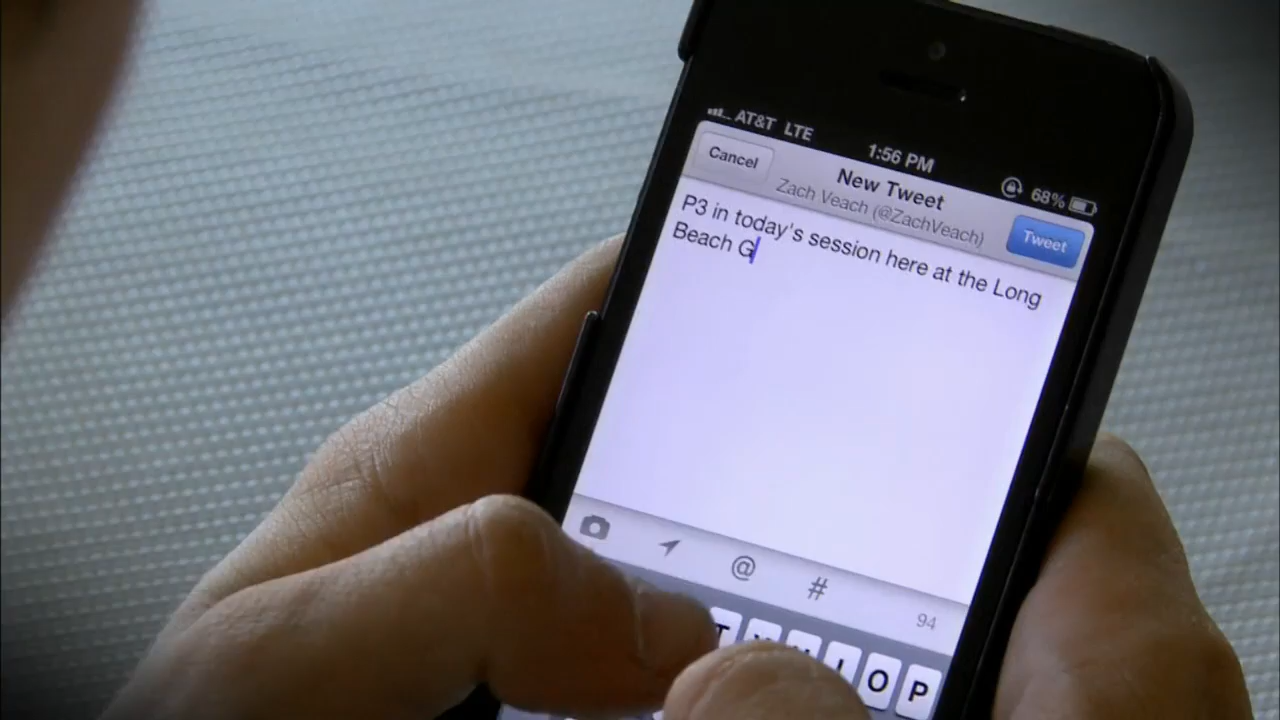 AT&T LTE 1:56 PM 68%
Cancel New Tweet Tweet
Zach Veach (@ZachVeach)
P3 in today's session here at the Long
Beach G
@ #
94
T O P